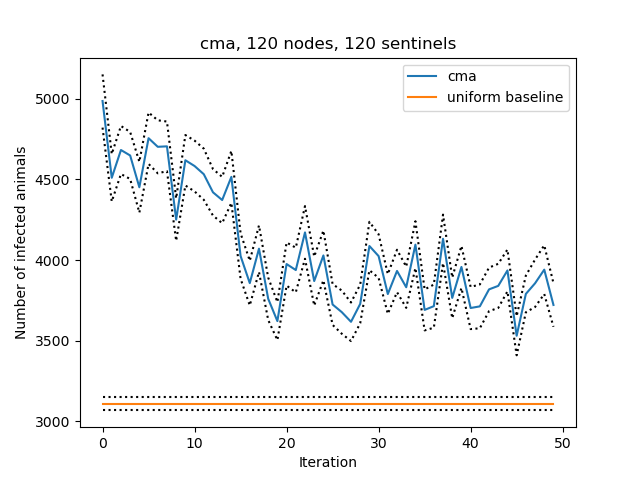 cma, 120 nodes, 120 sentinels
cma
uniform baseline
5000
4500
4000
3500
3000
Number of infected animals
0 10 20 30 40 50
Iteration